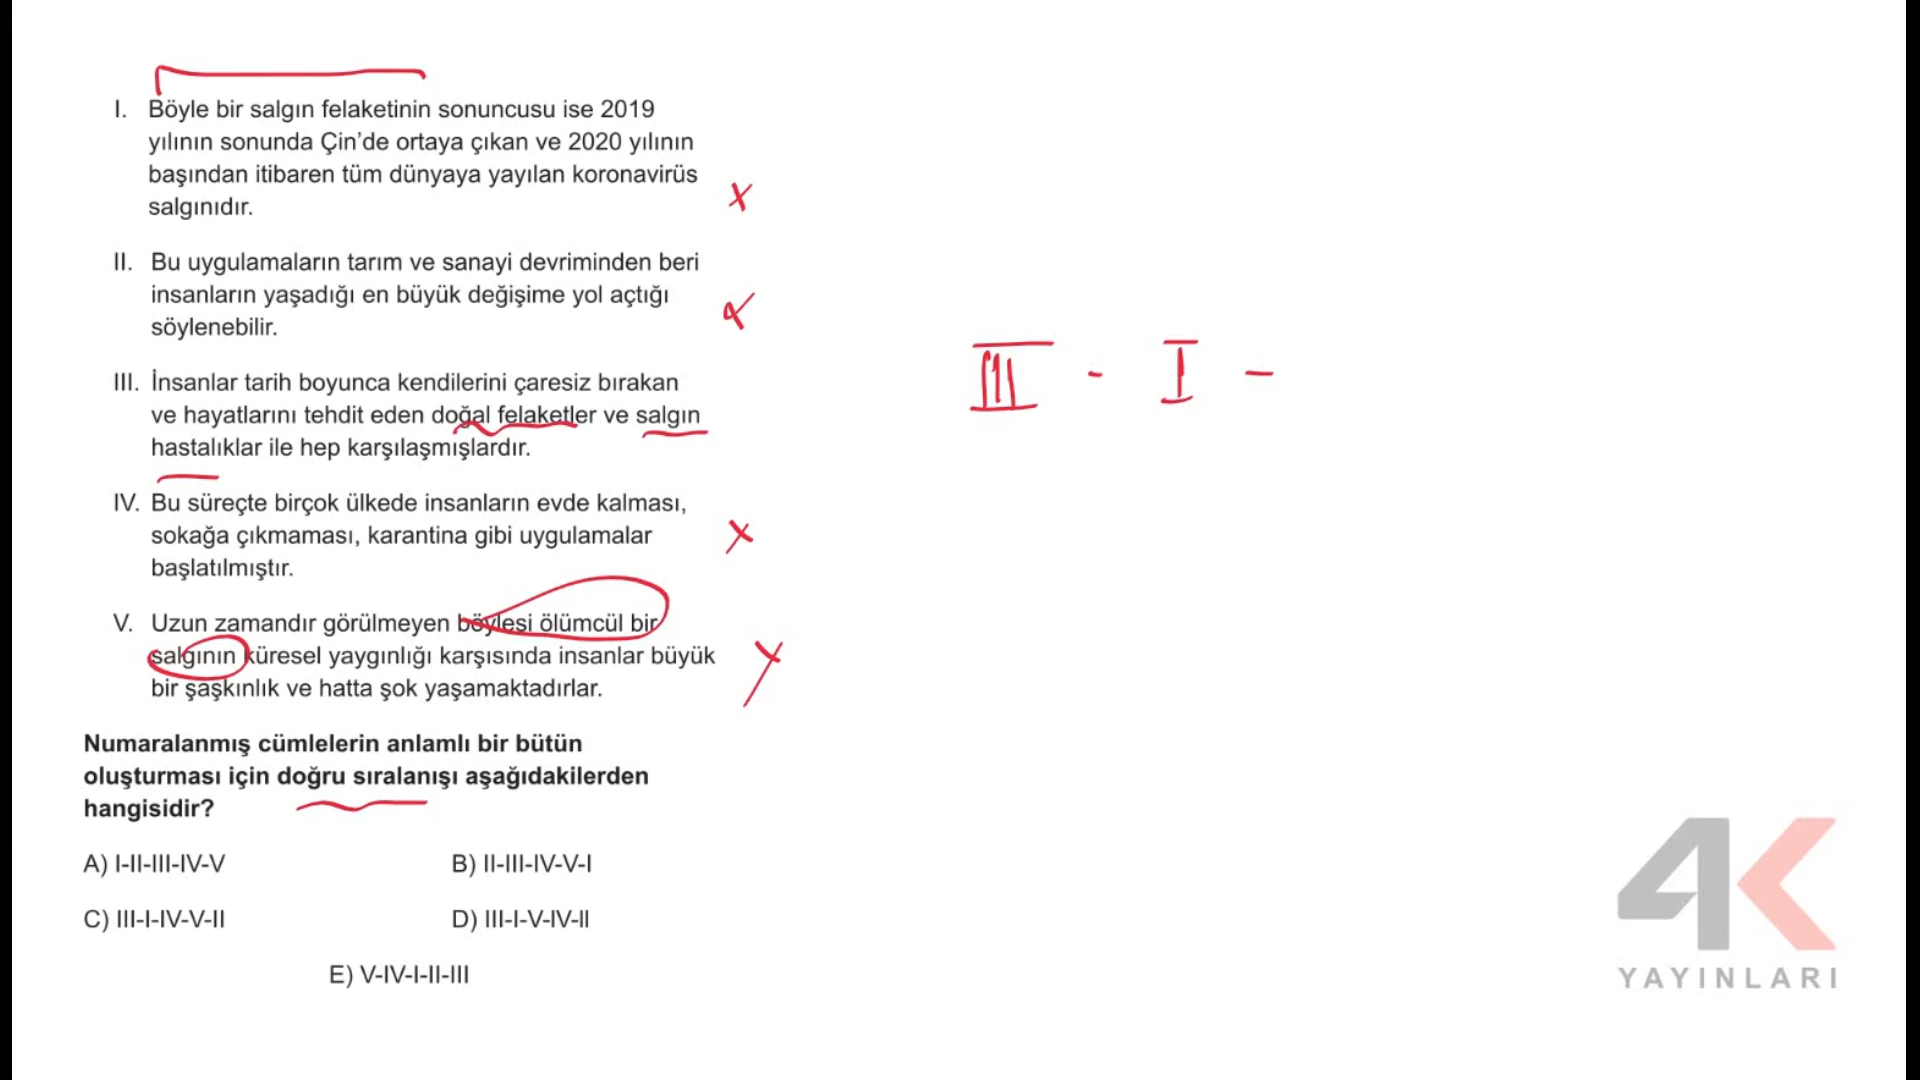 I. Böyle bir salgın felaketinin sonuncusu ise 2019
yılının sonunda Çin’de ortaya çıkan ve 2020 yılının
başından itibaren tüm dünyaya yayılan koronavirüs
salgınıdır.
II. Bu uygulamaların tarım ve sanayi devriminden beri
insanların yaşadığı en büyük değişime yol açtığı
söylenebilir.
III. İnsanlar tarih boyunca kendilerini çaresiz bırakan
ve hayatlarını tehdit eden doğal felaketler ve salgın
hastalıklar ile hep karşılaşmışlardır.
IV. Bu süreçte birçok ülkede insanların evde kalması,
sokağa çıkmaması, karantina gibi uygulamalar
başlatılmıştır.
V. Uzun zamandır görülmeyen böylesi ölümcül bir
salgının küresel yaygınlığı karşısında insanlar büyük
bir şaşkınlık ve hatta şok yaşamaktadırlar.
Numaralanmış cümlelerin anlamlı bir bütün
oluşturması için doğru sıralanışı aşağıdakilerden
hangisidir?
A) I-II-III-IV-V
B) II-III-IV-V-I
C) III-I-IV-V-II
D) III-I-V-IV-II
E) V-IV-I-II-III
III - I -
4K
YAYINLARI